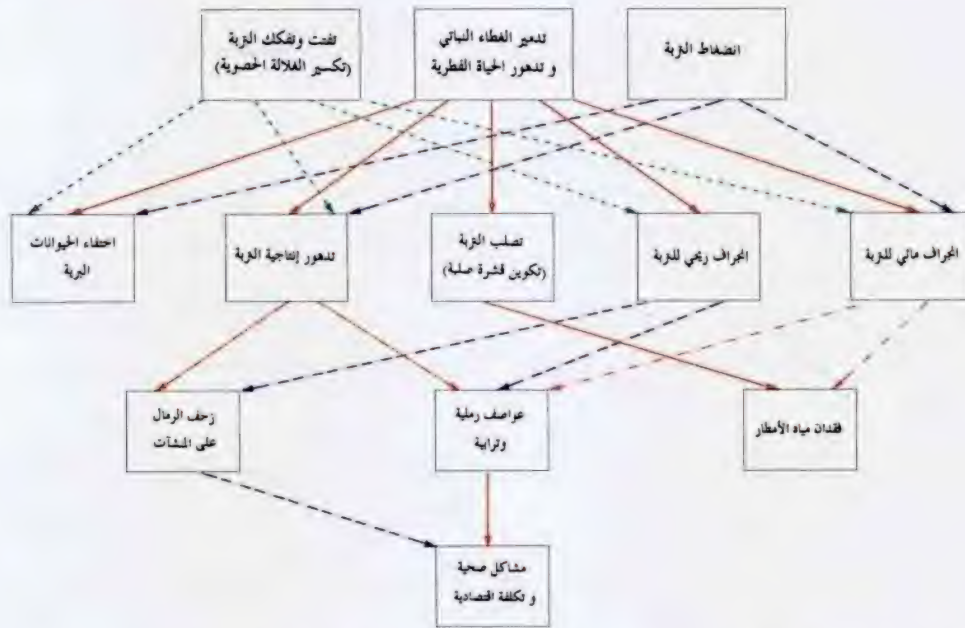 انضغاط التربة
تدمير الغطاء النباتي
و تدهور الحياة الفطرية
تفتت وتفكك التربة
(تكسير الغلالة الحصوية)
انجراف مائي للتربة
انجراف ريحي للتربة
تصلب التربة
(تكوين قشرة صلبة)
تدهور إنتاجية التربة
اختفاء الحيوانات
البرية
فقدان مياه الأمطار
عواصف رملية
وترابية
زحف الرمال
على المنشآت
مشاكل صحية
و تكلفة اقتصادية